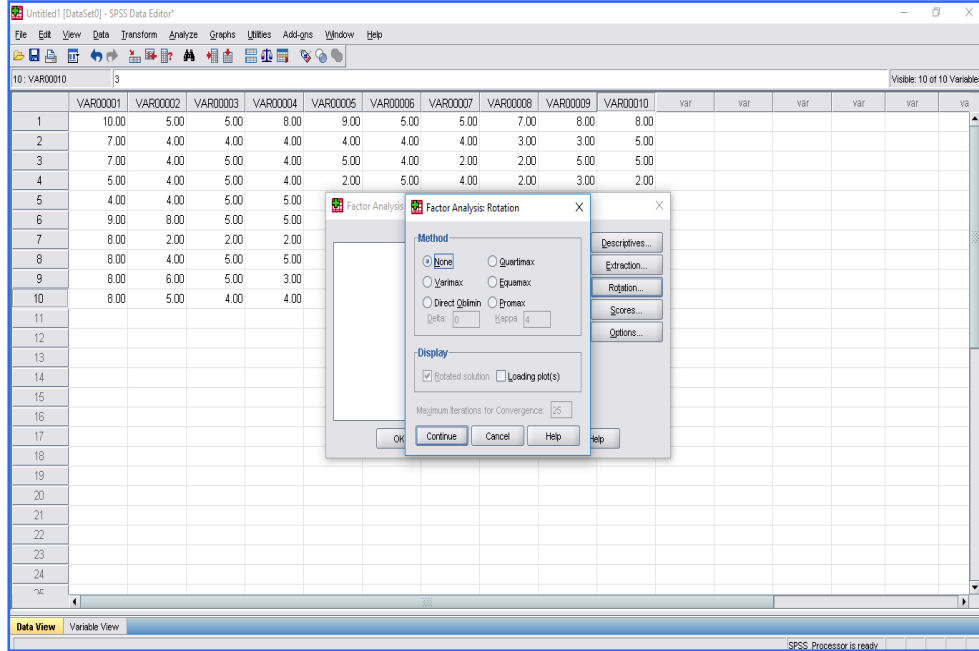 Untitled1 [DataSet0] - SPSS Data Editor*
File Edit View Data Transform Analyze Graphs Utilities Add-ons Window Help
10 : VAR00010 3 Visible: 10 of 10 Variable
VAR00001 VAR00002 VAR00003 VAR00004 VAR00005 VAR00006 VAR00007 VAR00008 VAR00009 VAR00010 var var var var var va
1 10.00 5.00 5.00 8.00 9.00 5.00 5.00 7.00 8.00 8.00
2 7.00 4.00 4.00 4.00 4.00 4.00 4.00 3.00 3.00 5.00
3 7.00 4.00 5.00 4.00 5.00 4.00 2.00 2.00 5.00 5.00
4 5.00 4.00 5.00 4.00 2.00 5.00 4.00 2.00 3.00 2.00
5 4.00 4.00 5.00 5.00
6 9.00 8.00 5.00 5.00
7 8.00 2.00 2.00 2.00
8 8.00 4.00 5.00 5.00
9 8.00 6.00 5.00 3.00
10 8.00 5.00 4.00 4.00
11
12
13
14
15
16
17
18
19
20
21
22
23
24
Factor Analysis
Descriptives...
Extraction...
Rotation...
Scores...
Options...
OK Help
Factor Analysis: Rotation
Method
None Quartimax
Varimax Equamax
Direct Oblimin Promax
Delta: 0 Kappa 4
Display
Rotated solution Loading plot(s)
Maximum Iterations for Convergence: 25
Continue Cancel Help
Data View Variable View
SPSS Processor is ready